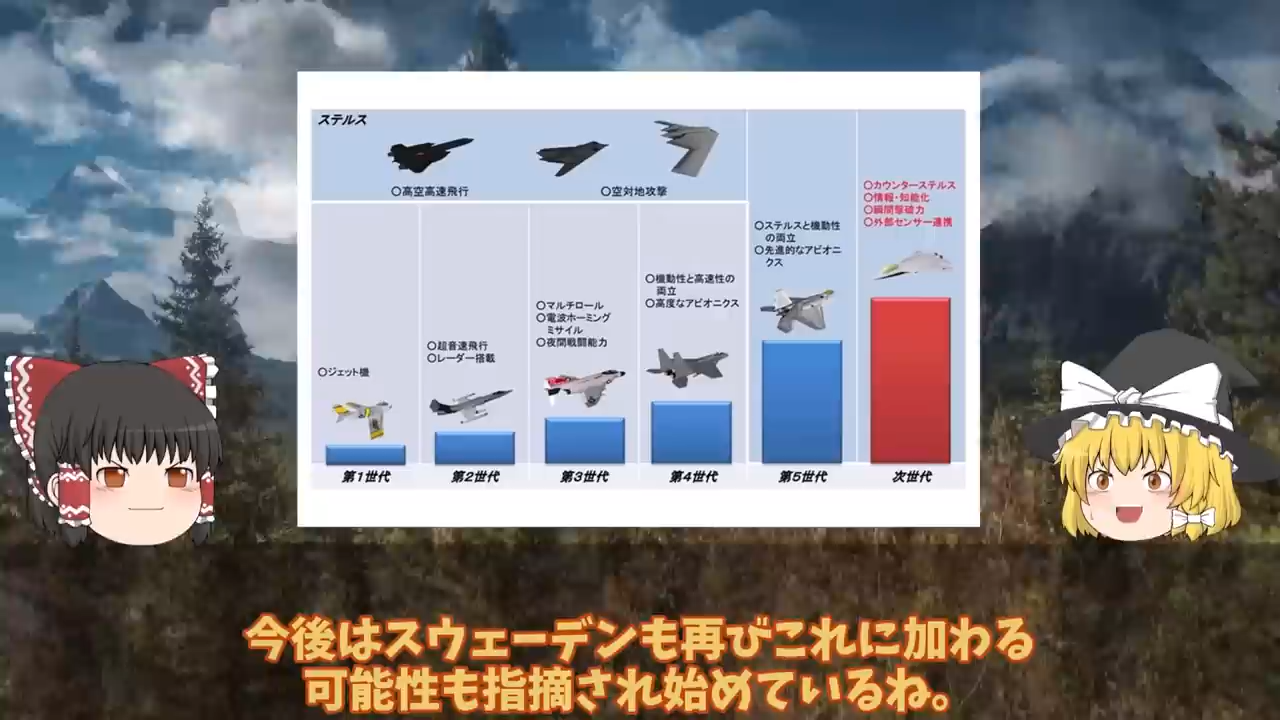 ステルス
○高空高速飛行
○空対地攻撃
○ジェット機
○超音速飛行
○レーダー搭載
○マルチロール
○電波ホーミング
ミサイル
○夜間戦闘能力
○機動性と高速性の
両立
○高度なアビオニクス
○ステルスと機動性
の両立
○先進的なアビオニ
クス
○カウンターステルス
○情報・知能化
○瞬間撃破力
○外部センサー連携
第1世代
第2世代
第3世代
第4世代
第5世代
次世代
今後はスウェーデンも再びこれに加わる
可能性も指摘され始めているね。